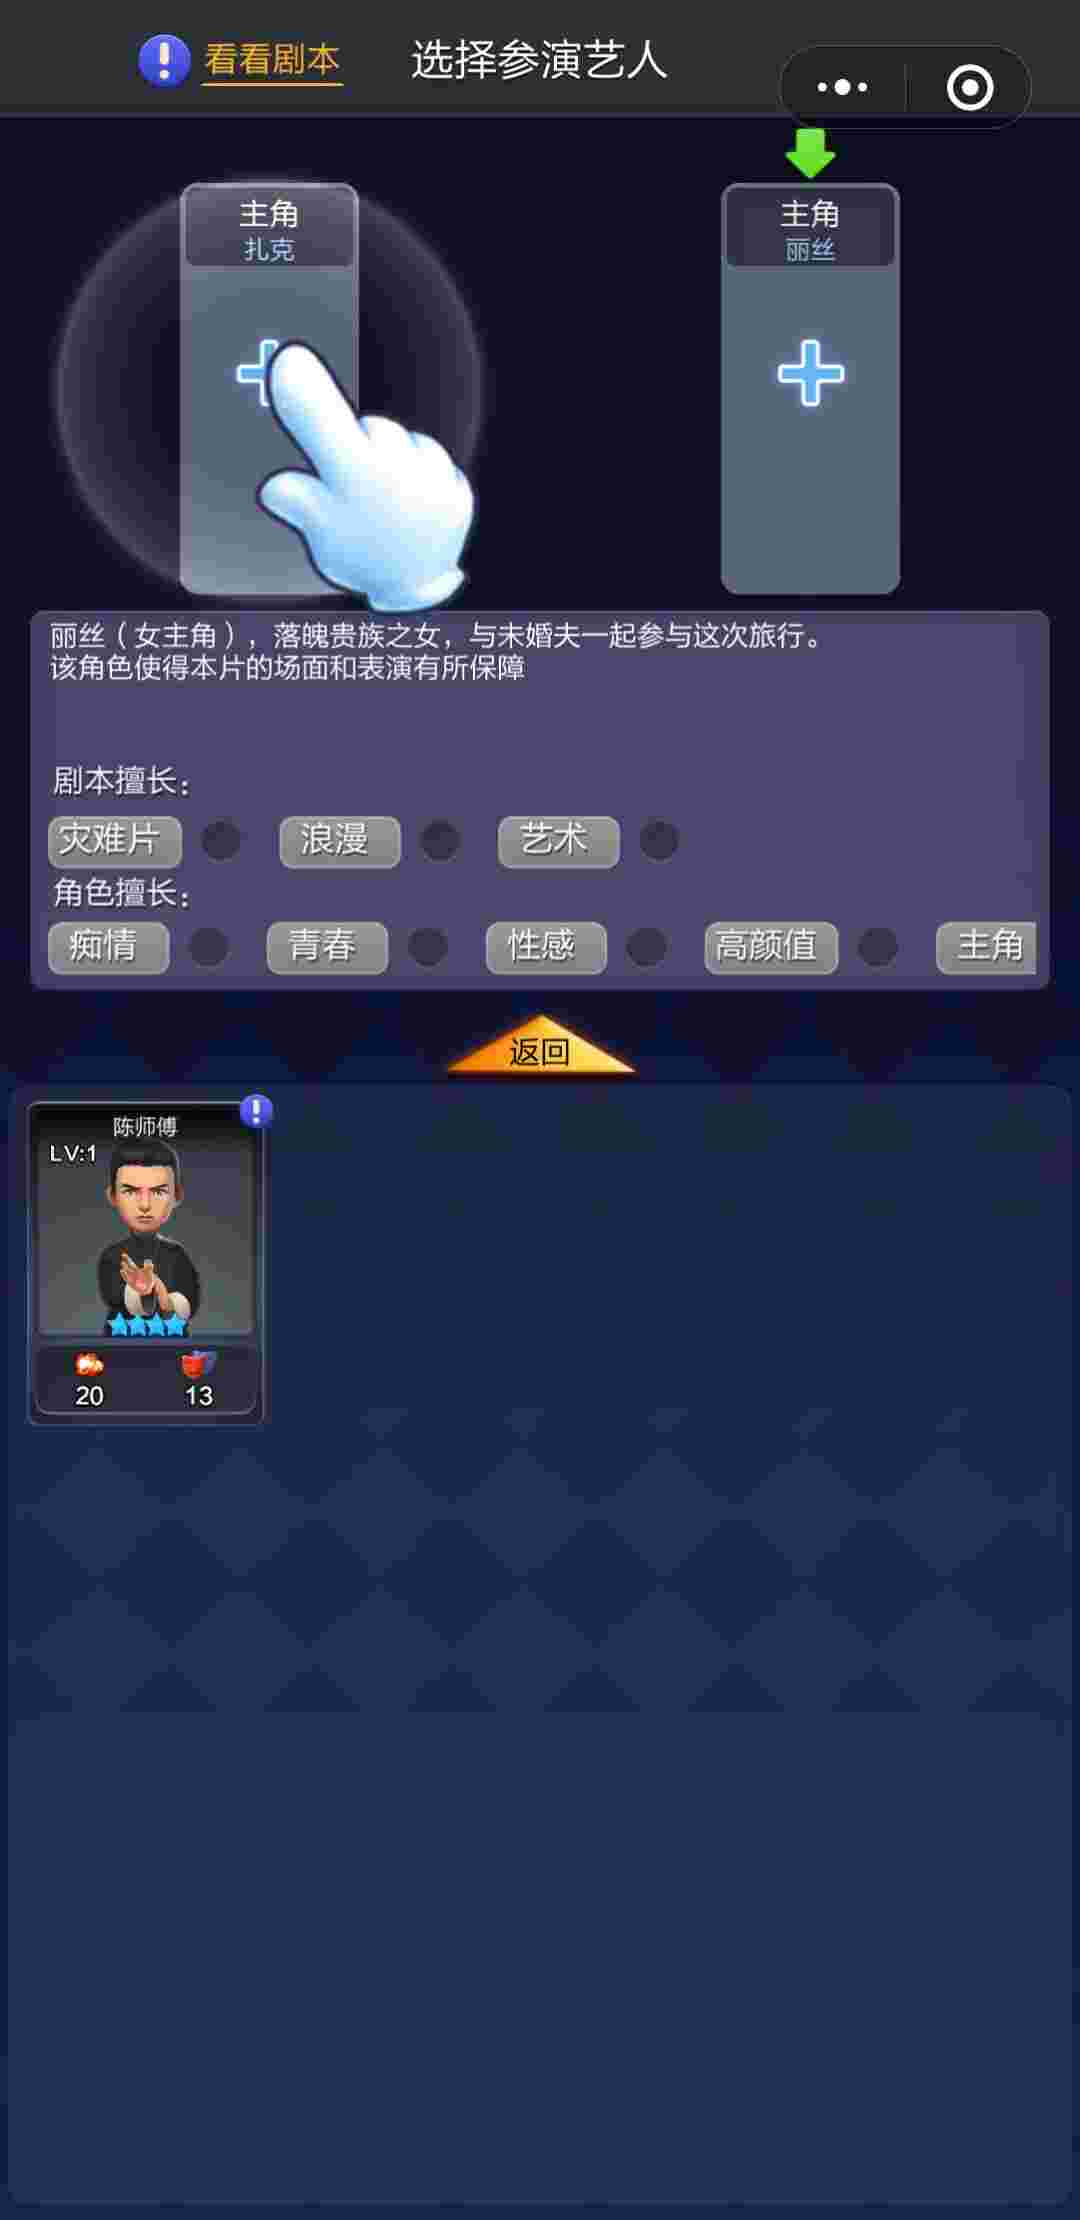 看看剧本
选择参演艺人
主角
扎克
主角
丽丝
丽丝（女主角），落魄贵族之女，与未婚夫一起参与这次旅行。
该角色使得本片的场面和表演有所保障
剧本擅长：
灾难片 浪漫 艺术
角色擅长：
痴情 青春 性感 高颜值 主角
返回
陈师傅
LV:1
20 13